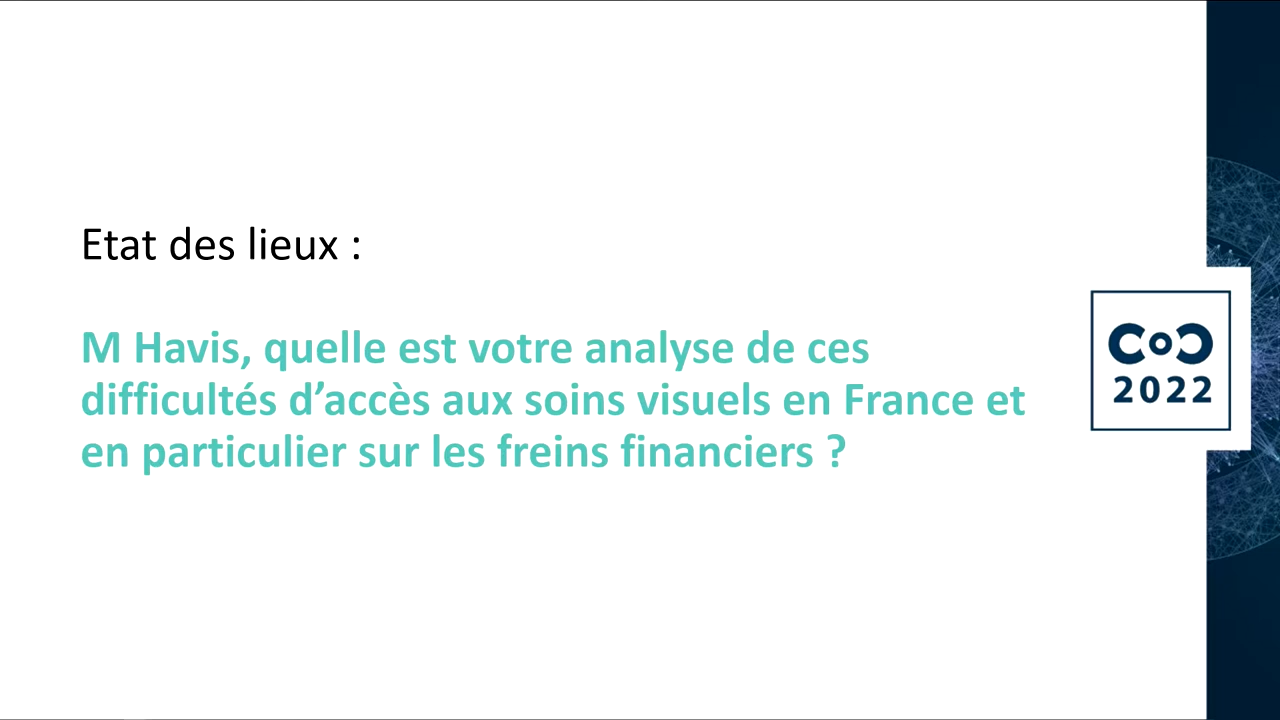 Etat des lieux :
M Havis, quelle est votre analyse de ces
difficultés d’accès aux soins visuels en France et
en particulier sur les freins financiers ?
COC
2022